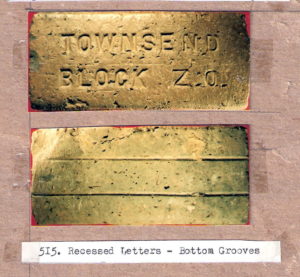 TOWNSEND
BLOCK Z.O.
515. Recessed Letters - Bottom Grooves